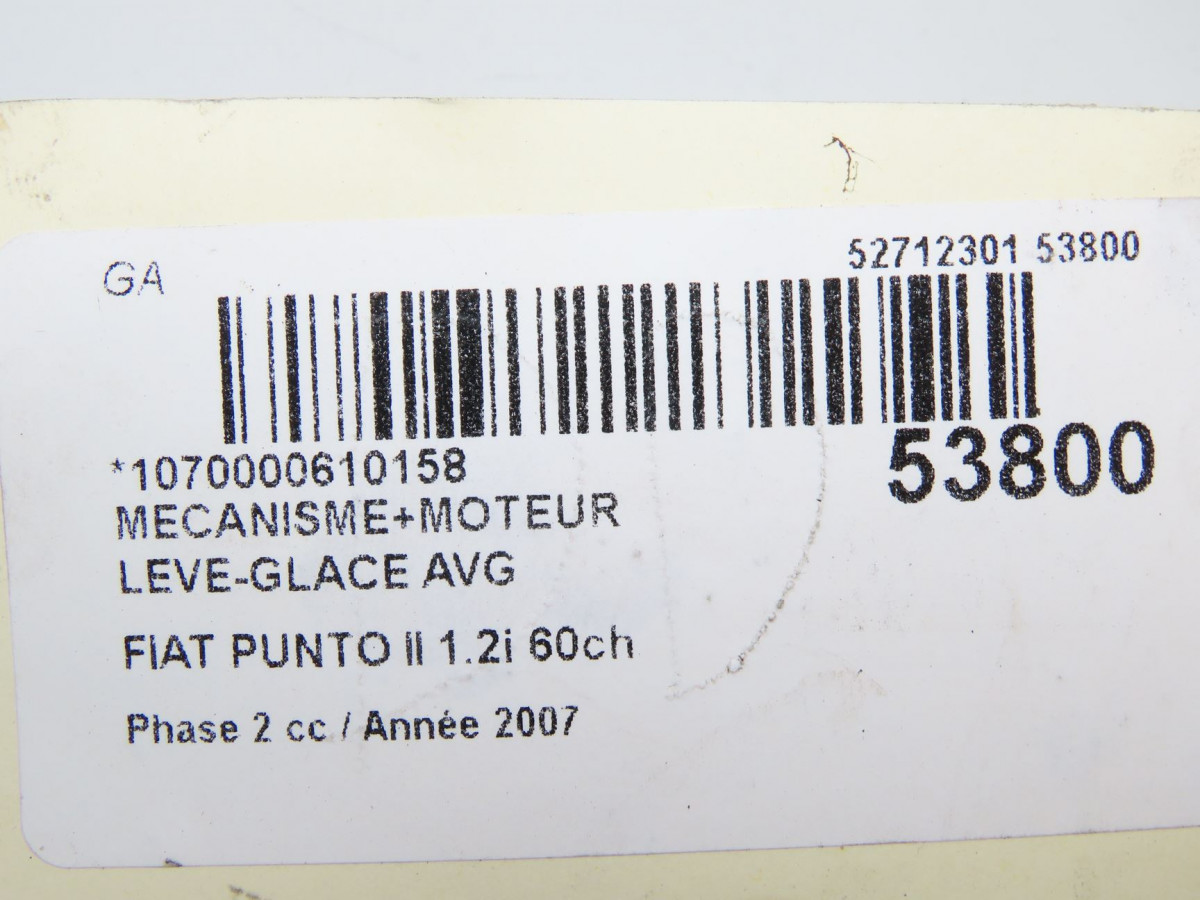 GA
52712301 53800
53800
*1070000610158
MECANISME+MOTEUR
LEVE-GLACE AVG
FIAT PUNTO II 1.2i 60ch
Phase 2 cc / Année 2007